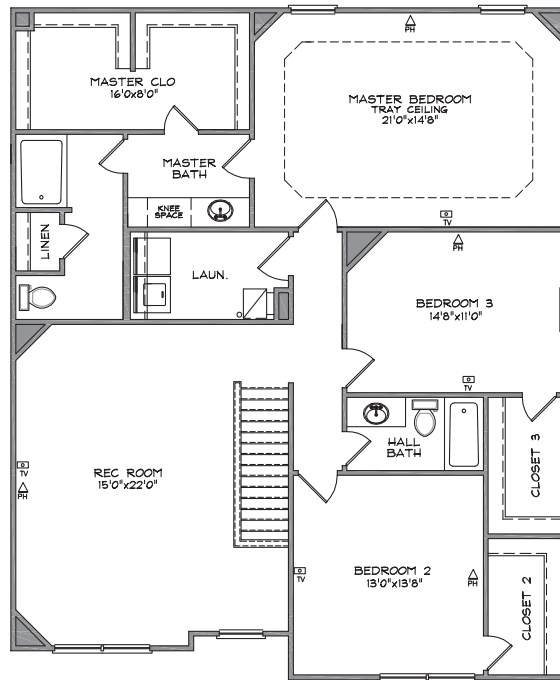 PH
MASTER CLO
16'0x8'0"
MASTER BEDROOM
TRAY CEILING
21'0"x14'8"
MASTER
BATH
KNEE
SPACE
TV
LINEN
PH
LAUN.
BEDROOM 3
14'8"x11'0"
TV
HALL
BATH
CLOSET 3
TV
PH
REC ROOM
15'0"x22'0"
BEDROOM 2
13'0"x13'8"
TV
PH
CLOSET 2